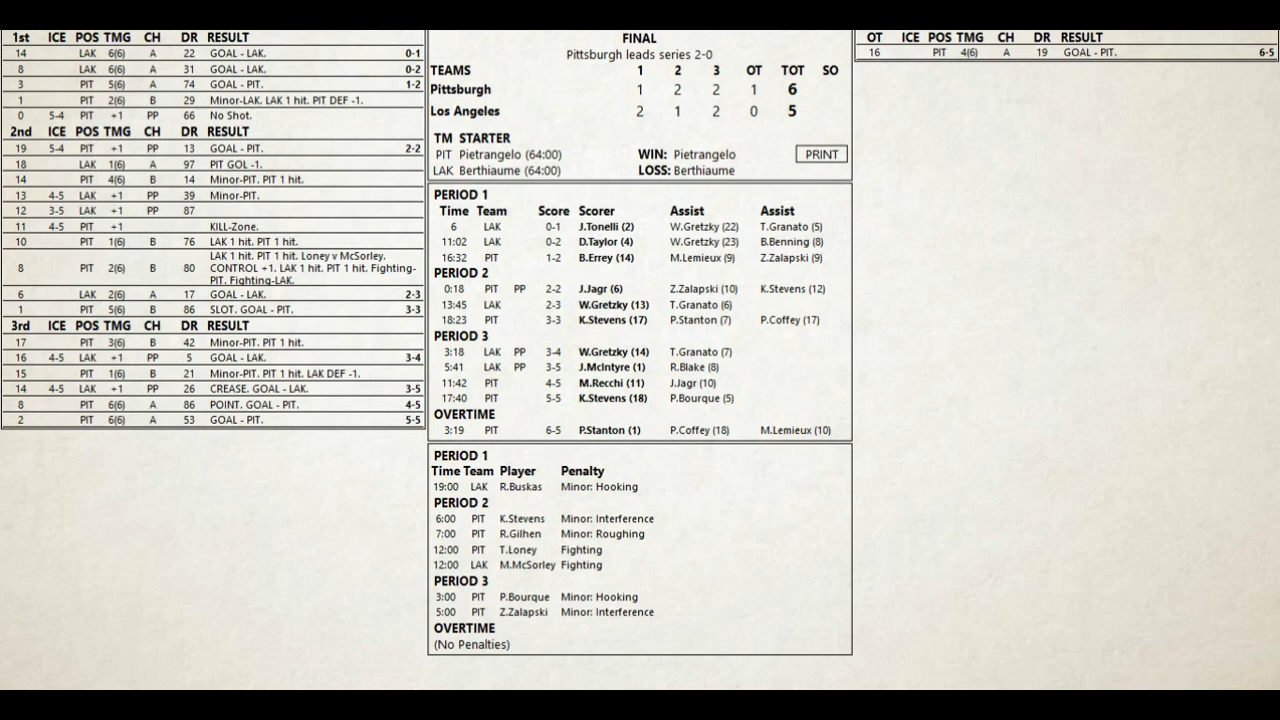 1st ICE POS TMG CH DR RESULT
14 LAK 6(6) A 22 GOAL - LAK. 0-1
8 LAK 6(6) A 31 GOAL - LAK. 0-2
3 PIT 5(6) A 74 GOAL - PIT. 1-2
1 PIT 2(6) B 29 Minor-LAK. LAK 1 hit. PIT DEF -1.
0 5-4 PIT +1 PP 66 No Shot.
2nd ICE POS TMG CH DR RESULT
19 5-4 PIT +1 PP 13 GOAL - PIT. 2-2
18 LAK 1(6) A 97 PIT GOL -1.
14 PIT 4(6) B 14 Minor-PIT. PIT 1 hit.
13 4-5 LAK +1 PP 39 Minor-PIT.
12 3-5 LAK +1 PP 87
11 4-5 PIT +1 KILL-Zone.
10 PIT 1(6) B 76 LAK 1 hit. PIT 1 hit.
8 PIT 2(6) B 80 LAK 1 hit. PIT 1 hit. Loney v McSorley.
CONTROL +1. LAK 1 hit. PIT 1 hit. Fighting-
PIT. Fighting-LAK.
6 LAK 2(6) A 17 GOAL - LAK. 2-3
1 PIT 5(6) B 86 SLOT. GOAL - PIT. 3-3
3rd ICE POS TMG CH DR RESULT
17 PIT 3(6) B 42 Minor-PIT. PIT 1 hit.
16 4-5 LAK +1 PP 5 GOAL - LAK. 3-4
15 PIT 1(6) B 21 Minor-PIT. PIT 1 hit. LAK DEF -1.
14 4-5 LAK +1 PP 26 CREASE. GOAL - LAK. 3-5
8 PIT 6(6) A 86 POINT. GOAL - PIT. 4-5
2 PIT 6(6) A 53 GOAL - PIT. 5-5
FINAL
Pittsburgh leads series 2-0
TEAMS 1 2 3 OT TOT SO
Pittsburgh 1 2 2 1 6
Los Angeles 2 1 2 0 5
TM STARTER
PIT Pietrangelo (64:00) WIN: Pietrangelo PRINT
LAK Berthiaume (64:00) LOSS: Berthiaume
PERIOD 1
Time Team Score Scorer Assist Assist
6 LAK 0-1 J.Tonelli (2) W.Gretzky (22) T.Granato (5)
11:02 LAK 0-2 D.Taylor (4) W.Gretzky (23) B.Benning (8)
16:32 PIT 1-2 B.Errey (14) M.Lemieux (9) Z.Zalapski (9)
PERIOD 2
0:18 PIT PP 2-2 J.Jagr (6) Z.Zalapski (10) K.Stevens (12)
13:45 LAK 2-3 W.Gretzky (13) T.Granato (6)
18:23 PIT 3-3 K.Stevens (17) P.Stanton (7) P.Coffey (17)
PERIOD 3
3:18 LAK PP 3-4 W.Gretzky (14) T.Granato (7)
5:41 LAK PP 3-5 J.McIntyre (1) R.Blake (8)
11:42 PIT 4-5 M.Recchi (11) J.Jagr (10)
17:40 PIT 5-5 K.Stevens (18) P.Bourque (5)
OVERTIME
3:19 PIT 6-5 P.Stanton (1) P.Coffey (18) M.Lemieux (10)
PERIOD 1
Time Team Player Penalty
19:00 LAK R.Buskas Minor: Hooking
PERIOD 2
6:00 PIT K.Stevens Minor: Interference
7:00 PIT R.Gilhen Minor: Roughing
12:00 PIT T.Loney Fighting
12:00 LAK M.McSorley Fighting
PERIOD 3
3:00 PIT P.Bourque Minor: Hooking
5:00 PIT Z.Zalapski Minor: Interference
OVERTIME
(No Penalties)
OT ICE POS TMG CH DR RESULT
16 PIT 4(6) A 19 GOAL - PIT. 6-5